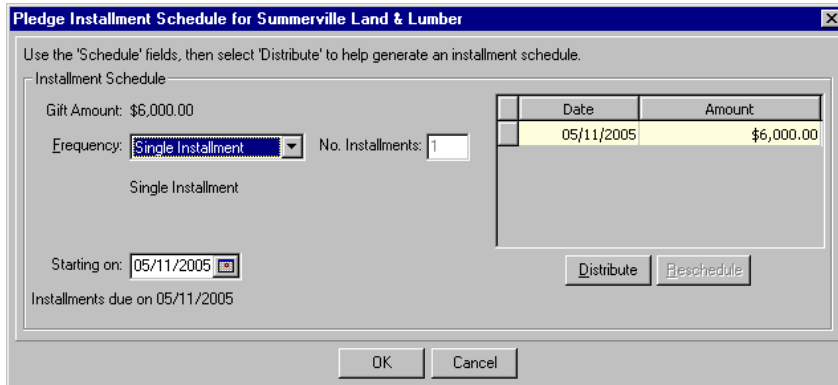 Pledge Installment Schedule for Summerville Land & Lumber
Use the 'Schedule' fields, then select 'Distribute' to help generate an installment schedule.
Installment Schedule
Gift Amount: $6,000.00
Frequency: Single Installment No. Installments: 1
Single Installment
Starting on: 05/11/2005
Installments due on 05/11/2005
Date Amount
05/11/2005 $6,000.00
Distribute Reschedule
OK Cancel